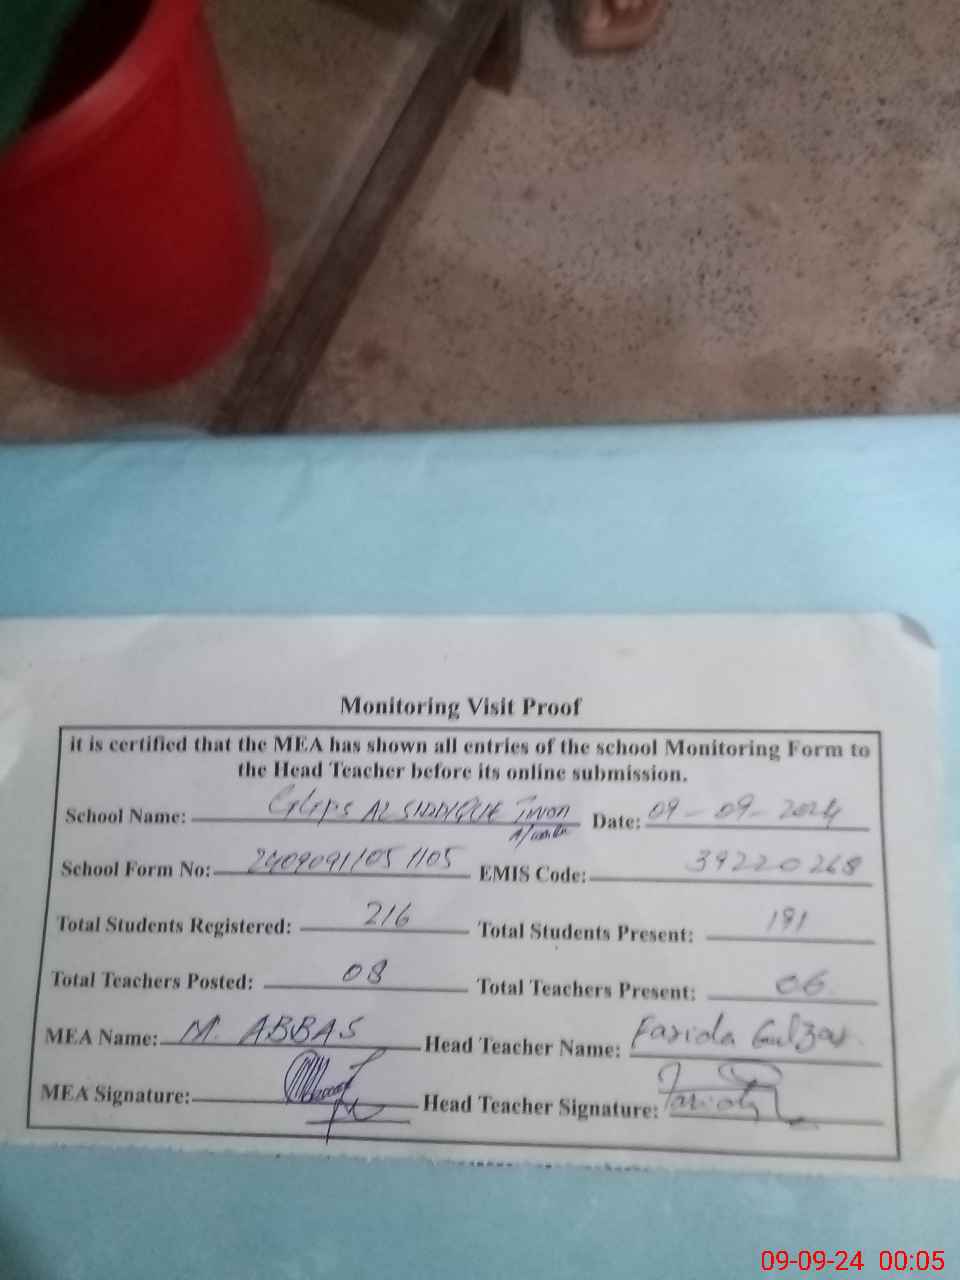 Monitoring Visit Proof
it is certified that the MEA has shown all entries of the school Monitoring Form to
the Head Teacher before its online submission.
School Name: AL SIDDIQUE Date: 09-09-2024
School Form No: 24090911051105 EMIS Code: 39220268
Total Students Registered: 216 Total Students Present: 191
Total Teachers Posted: 08 Total Teachers Present: 06
MEA Name: M. ABBAS Head Teacher Name: Farida Gulzar
MEA Signature: Head Teacher Signature: Farida
09-09-24 00:05